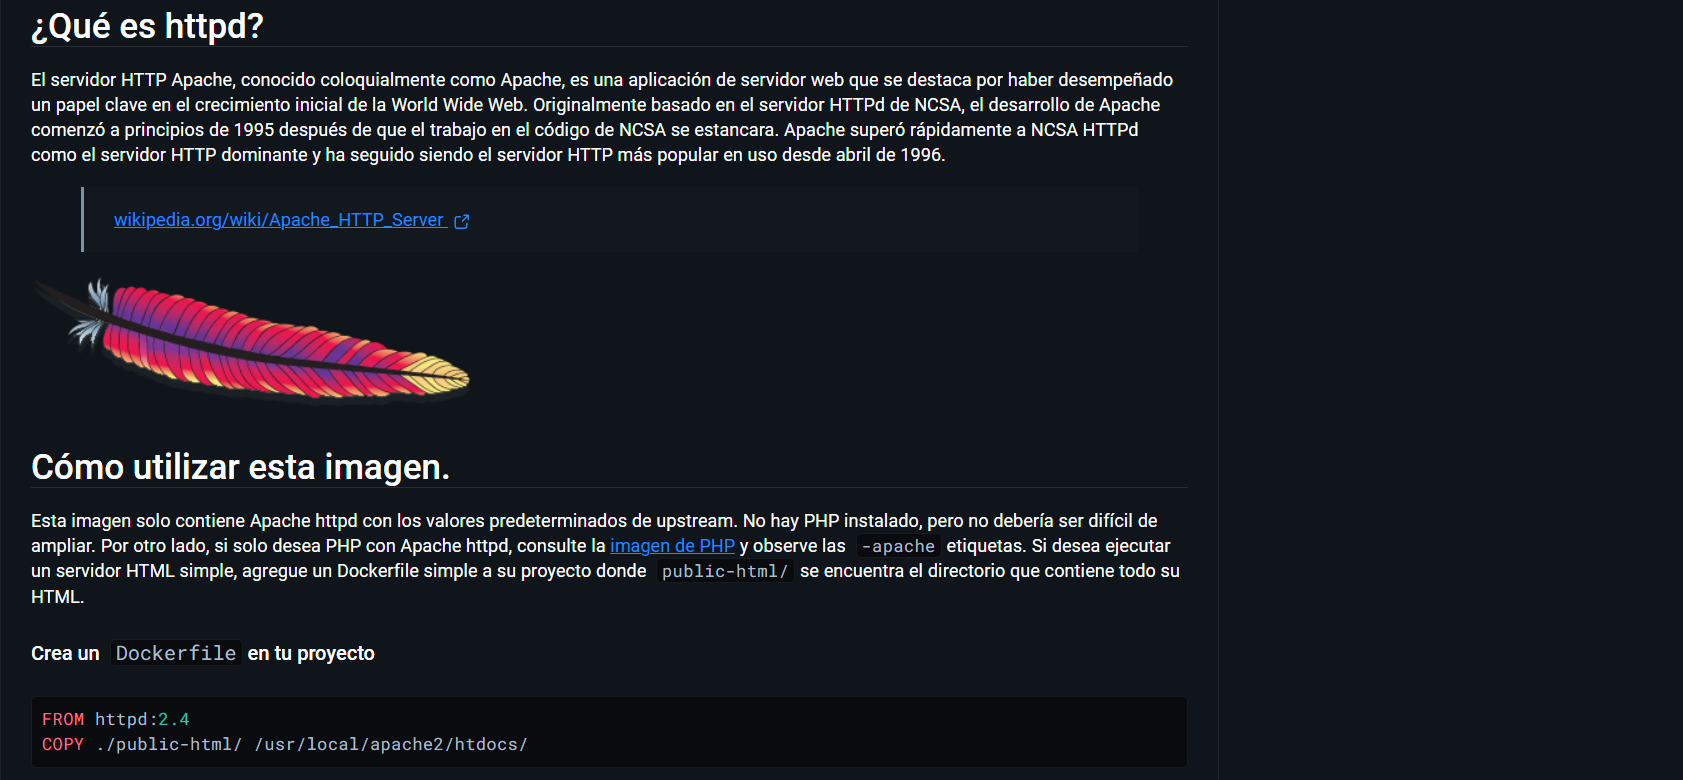 ¿Qué es httpd?
El servidor HTTP Apache, conocido coloquialmente como Apache, es una aplicación de servidor web que se destaca por haber desempeñado
un papel clave en el crecimiento inicial de la World Wide Web. Originalmente basado en el servidor HTTPd de NCSA, el desarrollo de Apache
comenzó a principios de 1995 después de que el trabajo en el código de NCSA se estancara. Apache superó rápidamente a NCSA HTTPd
como el servidor HTTP dominante y ha seguido siendo el servidor HTTP más popular en uso desde abril de 1996.
wikipedia.org/wiki/Apache_HTTP_Server
Cómo utilizar esta imagen.
Esta imagen solo contiene Apache httpd con los valores predeterminados de upstream. No hay PHP instalado, pero no debería ser difícil de
ampliar. Por otro lado, si solo desea PHP con Apache httpd, consulte la imagen de PHP y observe las -apache etiquetas. Si desea ejecutar
un servidor HTML simple, agregue un Dockerfile simple a su proyecto donde public-html/ se encuentra el directorio que contiene todo su
HTML.
Crea un Dockerfile en tu proyecto
FROM httpd:2.4
COPY ./public-html/ /usr/local/apache2/htdocs/